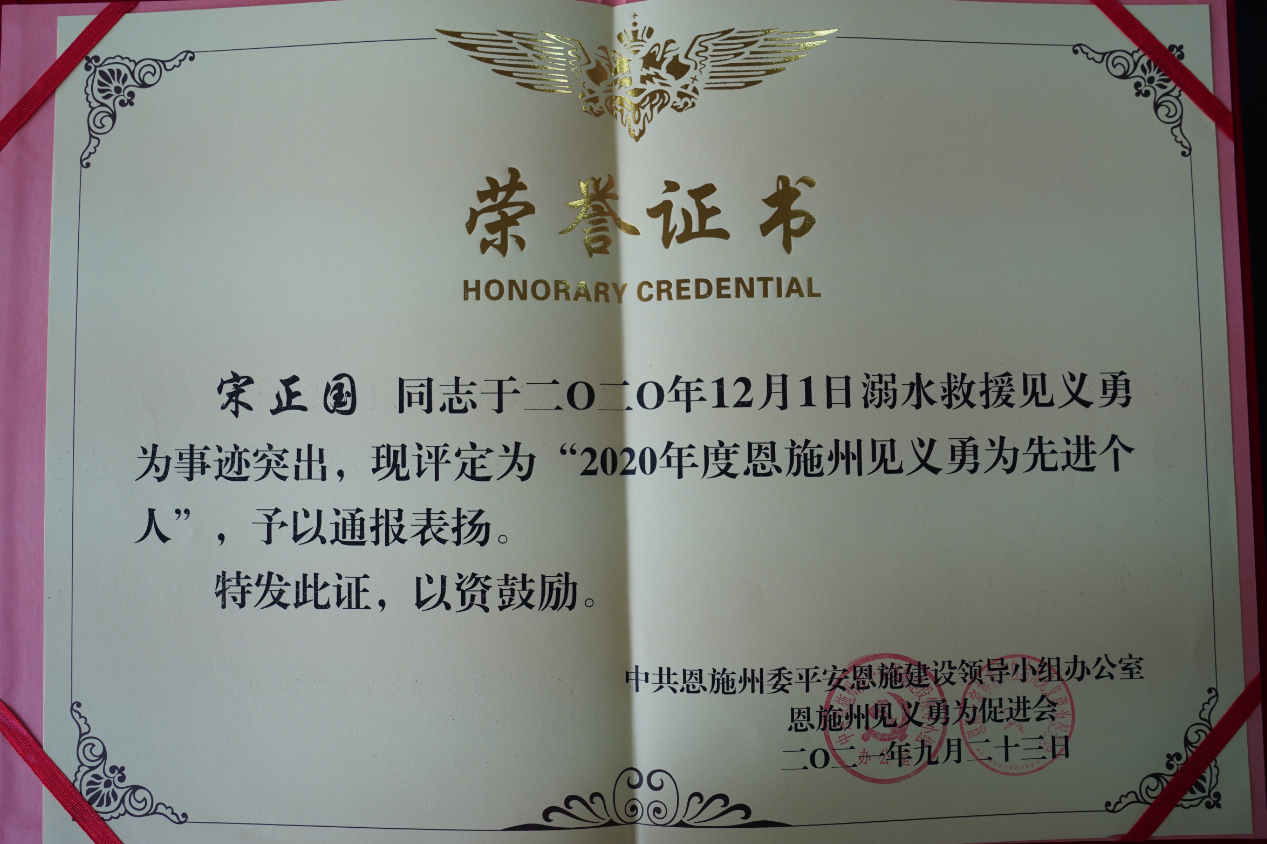 荣誉证书
HONORARY CREDENTIAL
宋正国 同志于二〇二〇年12月1日溺水救援见义勇
为事迹突出，现评定为“2020年度恩施州见义勇为先进个
人”，予以通报表扬。
特发此证，以资鼓励。
中共恩施州委平安恩施建设领导小组办公室
恩施州见义勇为促进会
二〇二一年九月二十三日
办公室